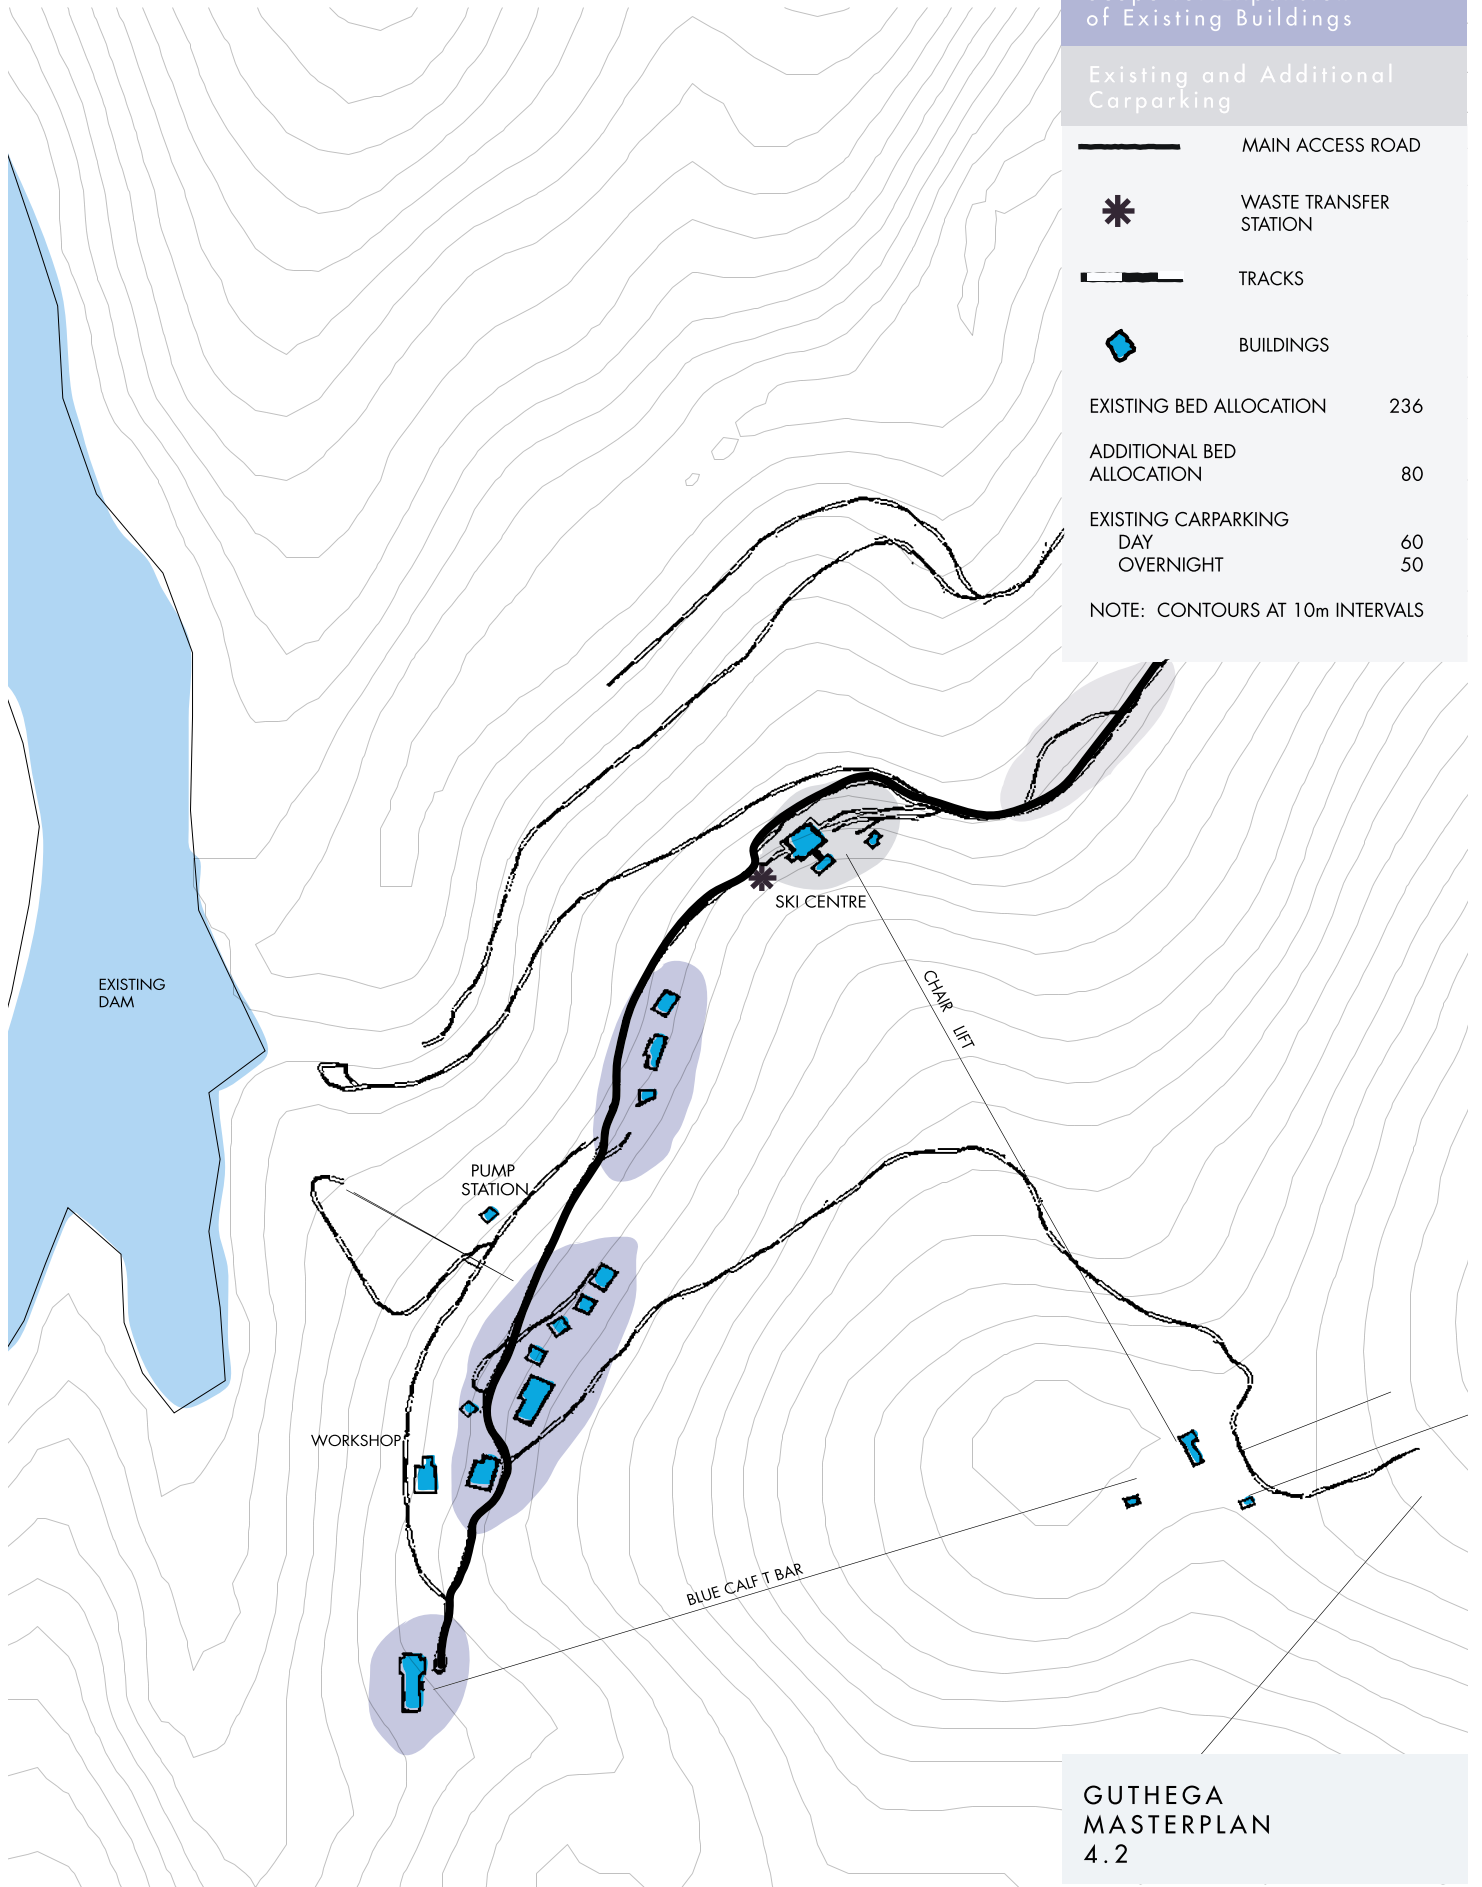 of Existing Buildings
Existing and Additional
Carparking
MAIN ACCESS ROAD
WASTE TRANSFER
STATION
TRACKS
BUILDINGS
EXISTING BED ALLOCATION 236
ADDITIONAL BED
ALLOCATION 80
EXISTING CARPARKING
DAY 60
OVERNIGHT 50
NOTE: CONTOURS AT 10m INTERVALS
SKI CENTRE
EXISTING
DAM
CHAIR LIFT
PUMP
STATION
WORKSHOP
BLUE CALF T BAR
GUTHEGA
MASTERPLAN
4.2